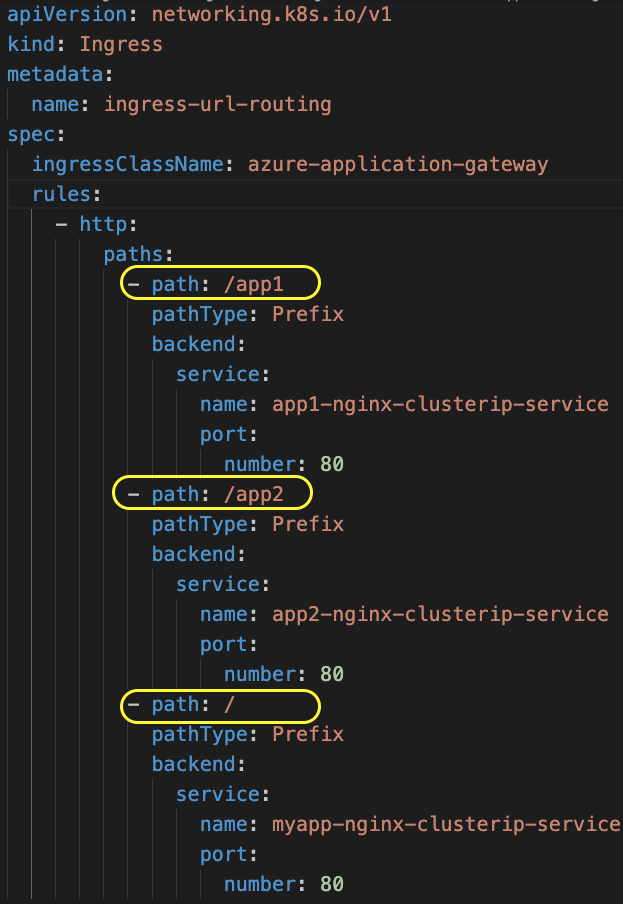 apiVersion: networking.k8s.io/v1
kind: Ingress
metadata:
  name: ingress-url-routing
spec:
  ingressClassName: azure-application-gateway
  rules:
    - http:
        paths:
          - path: /app1
            pathType: Prefix
            backend:
              service:
                name: app1-nginx-clusterip-service
                port:
                  number: 80
          - path: /app2
            pathType: Prefix
            backend:
              service:
                name: app2-nginx-clusterip-service
                port:
                  number: 80
          - path: /
            pathType: Prefix
            backend:
              service:
                name: myapp-nginx-clusterip-service
                port:
                  number: 80